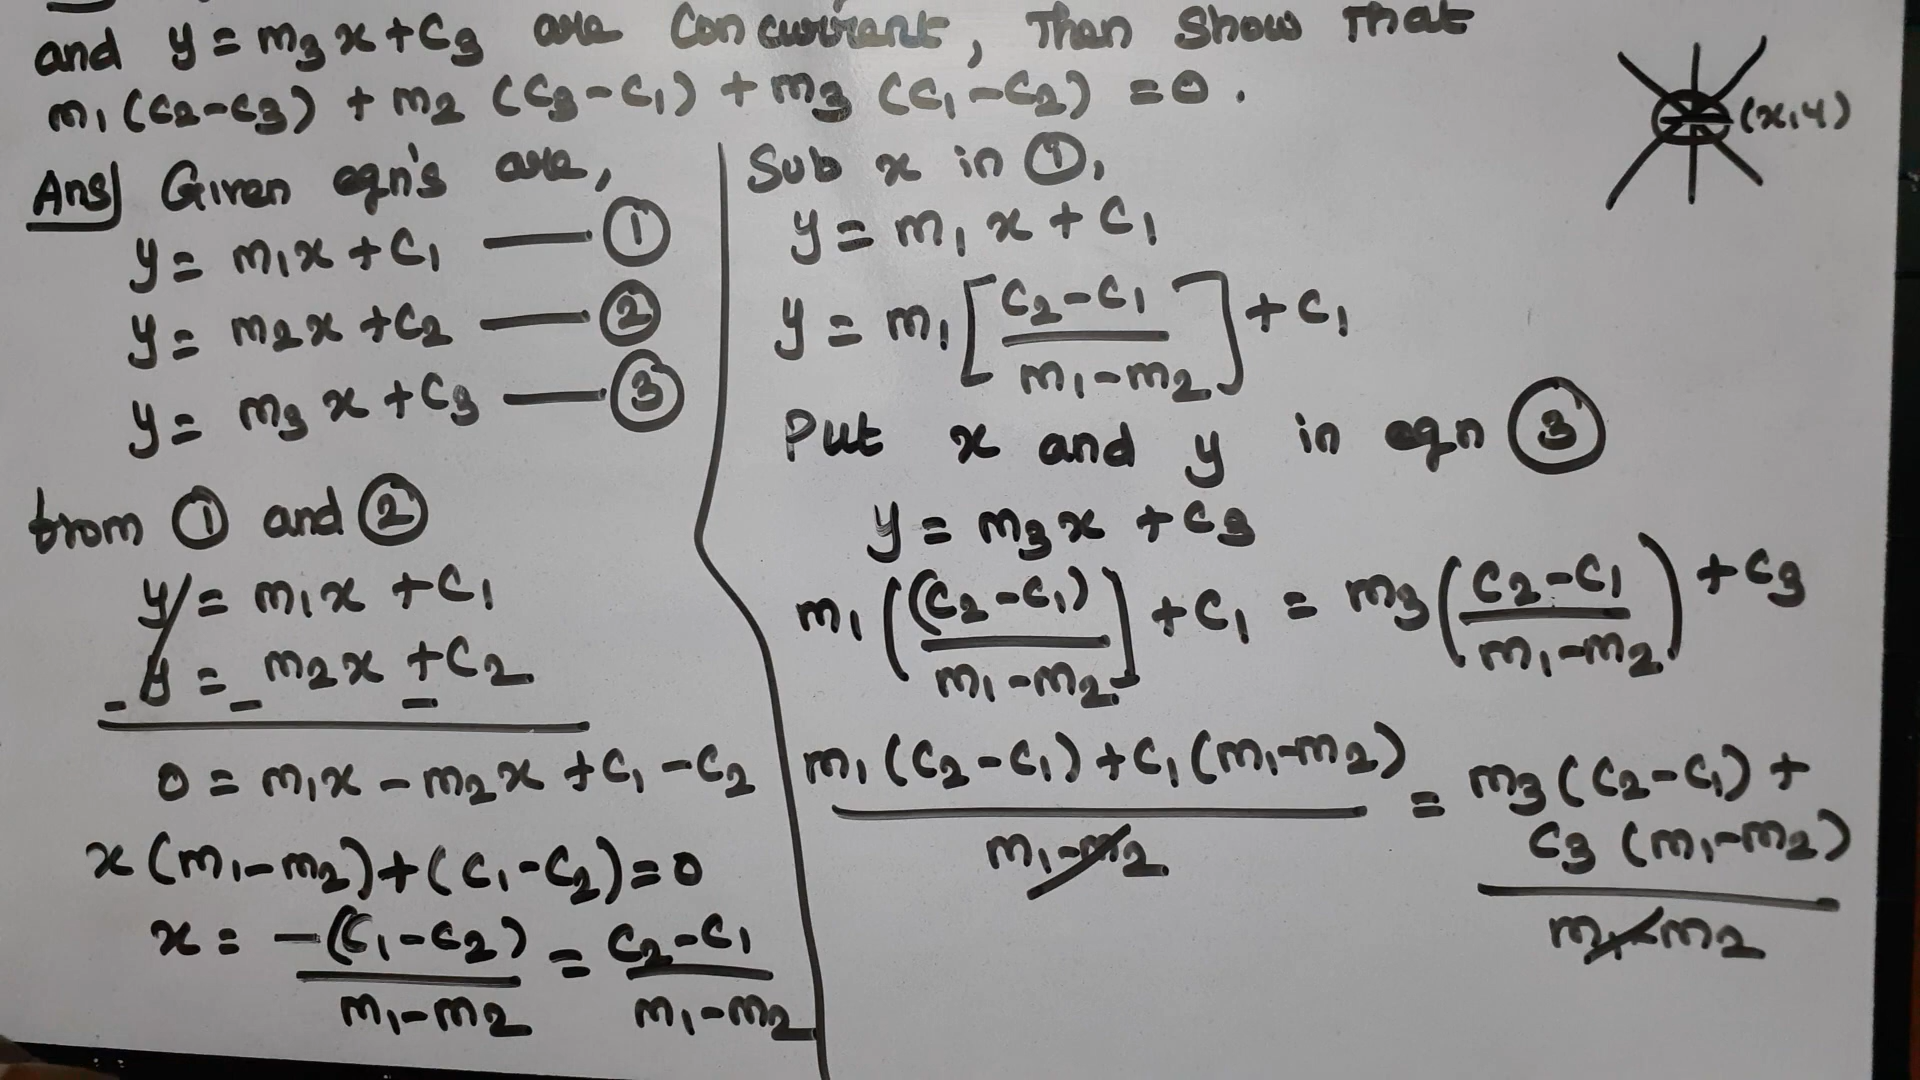 and y = m₃x + c₃ are Concurrent, Then Show That
m₁(c₂-c₃) + m₂ (c₃-c₁) + m₃ (c₁-c₂) = 0.
(x,y)
Ans) Given eqn's are,
y = m₁x + c₁ — ①
y = m₂x + c₂ — ②
y = m₃x + c₃ — ③
from ① and ②
y = m₁x + c₁
y = m₂x + c₂
- - -
0 = m₁x - m₂x + c₁ - c₂
x(m₁-m₂) + (c₁-c₂) = 0
x = -(c₁-c₂)/m₁-m₂ = c₂-c₁/m₁-m₂
Sub x in ①,
y = m₁x + c₁
y = m₁[c₂-c₁/m₁-m₂] + c₁
Put x and y in eqn ③
y = m₃x + c₃
m₁((c₂-c₁)/m₁-m₂) + c₁ = m₃(c₂-c₁/m₁-m₂) + c₃
m₁(c₂-c₁) + c₁(m₁-m₂)/m₁-m₂ = m₃(c₂-c₁) + c₃(m₁-m₂)/m₁-m₂